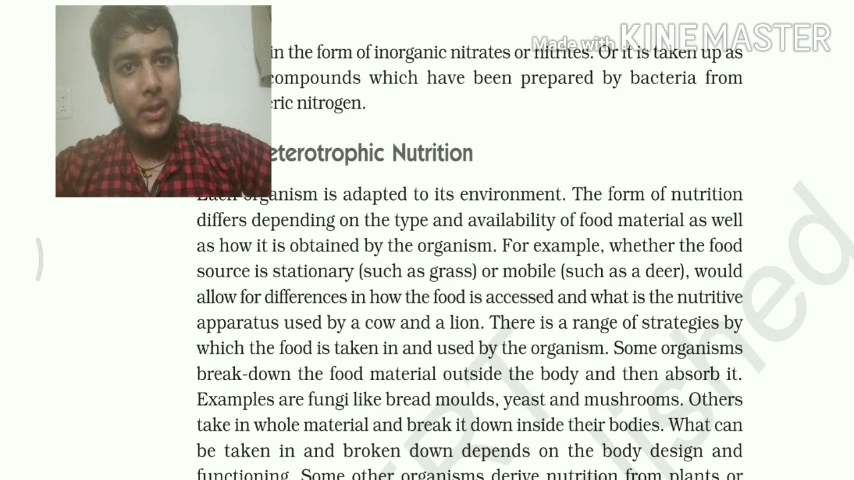 Made with KINEMASTER
in the form of inorganic nitrates or nitrites. Or it is taken up as
compounds which have been prepared by bacteria from
ric nitrogen.
eterotrophic Nutrition
Each organism is adapted to its environment. The form of nutrition
differs depending on the type and availability of food material as well
as how it is obtained by the organism. For example, whether the food
source is stationary (such as grass) or mobile (such as a deer), would
allow for differences in how the food is accessed and what is the nutritive
apparatus used by a cow and a lion. There is a range of strategies by
which the food is taken in and used by the organism. Some organisms
break-down the food material outside the body and then absorb it.
Examples are fungi like bread moulds, yeast and mushrooms. Others
take in whole material and break it down inside their bodies. What can
be taken in and broken down depends on the body design and
functioning. Some other organisms derive nutrition from plants or